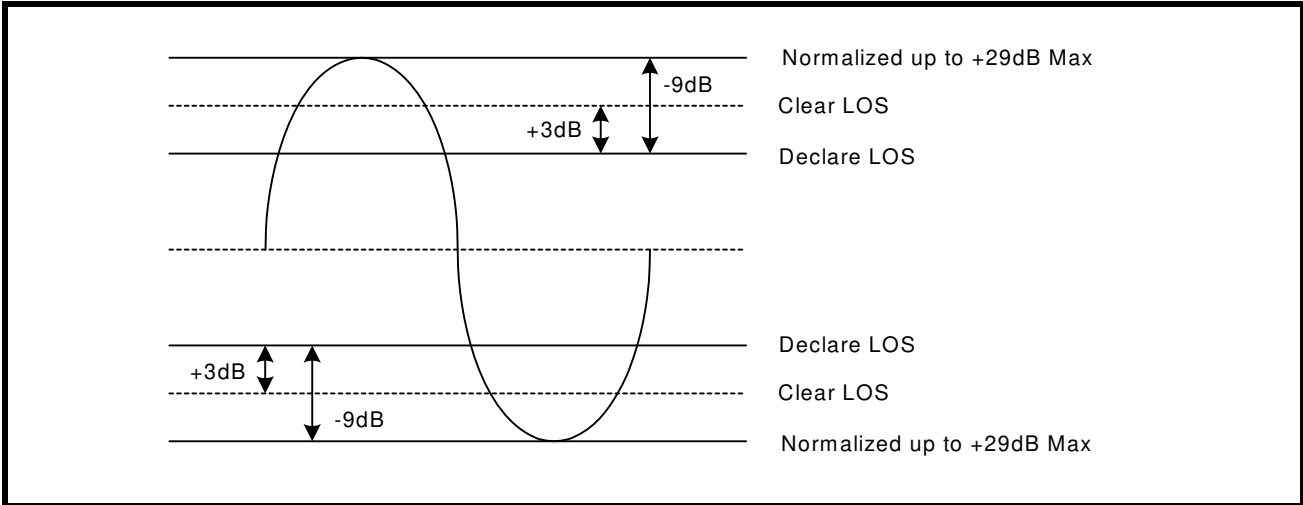 Normalized up to +29dB Max
-9dB
Clear LOS
+3dB
Declare LOS
Declare LOS
+3dB
Clear LOS
-9dB
Normalized up to +29dB Max